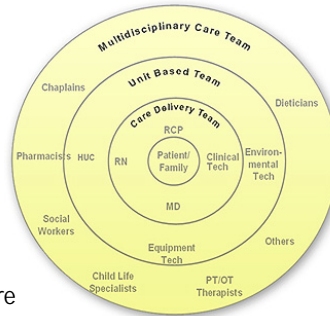 Multidisciplinary Care Team
Unit Based Team
Care Delivery Team
Chaplains
Dieticians
RCP
Pharmacists
HUC
RN
Patient/
Family
Clinical
Tech
Environ-
mental
Tech
MD
Social
Workers
Equipment
Tech
Others
Child Life
Specialists
PT/OT
Therapists
re